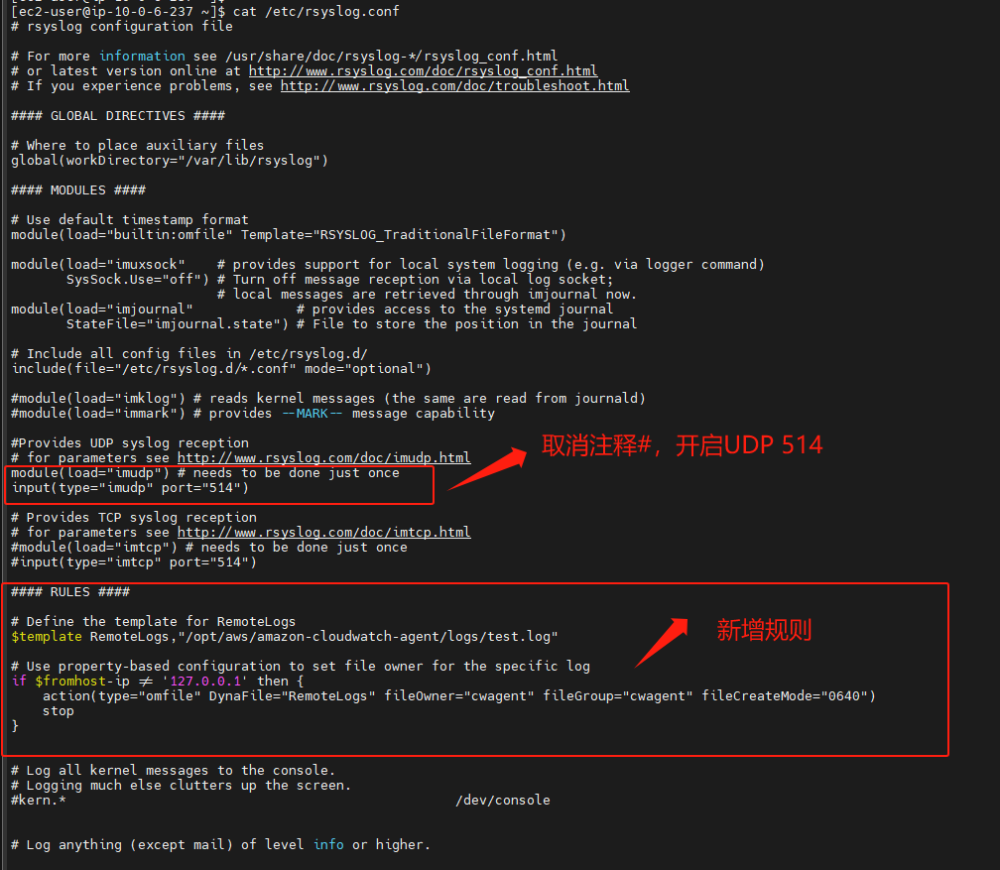 [ec2-user@ip-10-0-6-237 ~]$ cat /etc/rsyslog.conf
# rsyslog configuration file
# For more information see /usr/share/doc/rsyslog-*/rsyslog_conf.html
# or latest version online at http://www.rsyslog.com/doc/rsyslog_conf.html
# If you experience problems, see http://www.rsyslog.com/doc/troubleshoot.html
#### GLOBAL DIRECTIVES ####
# Where to place auxiliary files
global(workDirectory="/var/lib/rsyslog")
#### MODULES ####
# Use default timestamp format
module(load="builtin:omfile" Template="RSYSLOG_TraditionalFileFormat")
module(load="imuxsock"    # provides support for local system logging (e.g. via logger command)
       SysSock.Use="off") # Turn off message reception via local log socket;
                          # local messages are retrieved through imjournal now.
module(load="imjournal"             # provides access to the systemd journal
       StateFile="imjournal.state") # File to store the position in the journal
# Include all config files in /etc/rsyslog.d/
include(file="/etc/rsyslog.d/*.conf" mode="optional")
#module(load="imklog") # reads kernel messages (the same are read from journald)
#module(load="immark") # provides --MARK-- message capability
#Provides UDP syslog reception
# for parameters see http://www.rsyslog.com/doc/imudp.html
取消注释#，开启UDP 514
module(load="imudp") # needs to be done just once
input(type="imudp" port="514")
# Provides TCP syslog reception
# for parameters see http://www.rsyslog.com/doc/imtcp.html
#module(load="imtcp") # needs to be done just once
#input(type="imtcp" port="514")
#### RULES ####
# Define the template for RemoteLogs
$template RemoteLogs,"/opt/aws/amazon-cloudwatch-agent/logs/test.log"
新增规则
# Use property-based configuration to set file owner for the specific log
if $fromhost-ip != '127.0.0.1' then {
    action(type="omfile" DynaFile="RemoteLogs" fileOwner="cwagent" fileGroup="cwagent" fileCreateMode="0640")
    stop
}
# Log all kernel messages to the console.
# Logging much else clutters up the screen.
#kern.*                                                 /dev/console
# Log anything (except mail) of level info or higher.